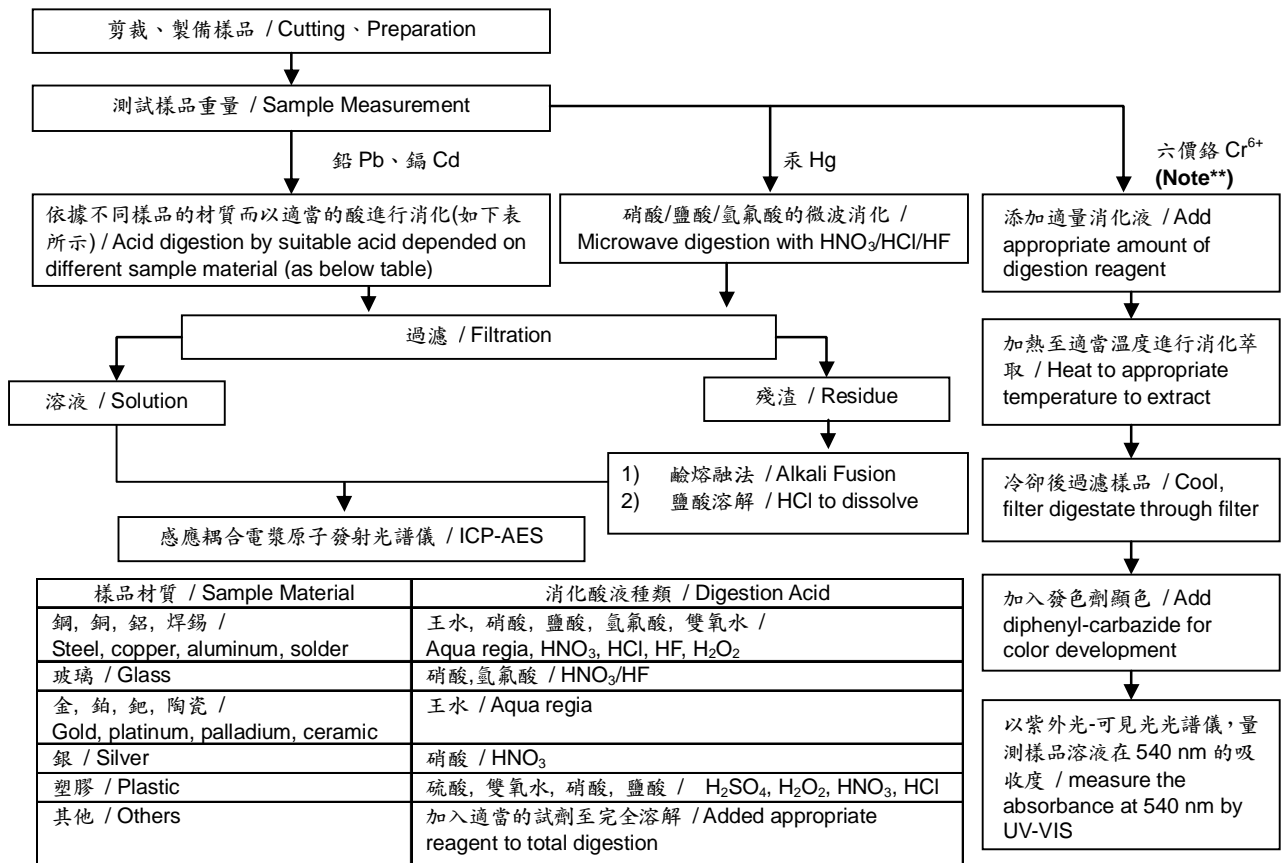 剪裁、製備樣品 / Cutting、Preparation
測試樣品重量 / Sample Measurement
鉛 Pb、鎘 Cd
汞 Hg
六價鉻 Cr⁶⁺
(Note**)
依據不同樣品的材質而以適當的酸進行消化(如下表
所示) / Acid digestion by suitable acid depended on
different sample material (as below table)
硝酸/鹽酸/氫氟酸的微波消化 /
Microwave digestion with HNO₃/HCl/HF
添加適量消化液 / Add
appropriate amount of
digestion reagent
過濾 / Filtration
加熱至適當溫度進行消化萃
取 / Heat to appropriate
temperature to extract
溶液 / Solution
殘渣 / Residue
1) 鹼熔融法 / Alkali Fusion
2) 鹽酸溶解 / HCl to dissolve
冷卻後過濾樣品 / Cool,
filter digestate through filter
感應耦合電漿原子發射光譜儀 / ICP-AES
加入發色劑顯色 / Add
diphenyl-carbazide for
color development
以紫外光-可見光光譜儀，量
測樣品溶液在 540 nm 的吸
收度 / measure the
absorbance at 540 nm by
UV-VIS
樣品材質 / Sample Material 消化酸液種類 / Digestion Acid
鋼, 銅, 鋁, 焊錫 / 王水, 硝酸, 鹽酸, 氫氟酸, 雙氧水 /
Steel, copper, aluminum, solder Aqua regia, HNO₃, HCl, HF, H₂O₂
玻璃 / Glass 硝酸,氫氟酸 / HNO₃/HF
金, 鉑, 鈀, 陶瓷 / 王水 / Aqua regia
Gold, platinum, palladium, ceramic
銀 / Silver 硝酸 / HNO₃
塑膠 / Plastic 硫酸, 雙氧水, 硝酸, 鹽酸 / H₂SO₄, H₂O₂, HNO₃, HCl
其他 / Others 加入適當的試劑至完全溶解 / Added appropriate
reagent to total digestion